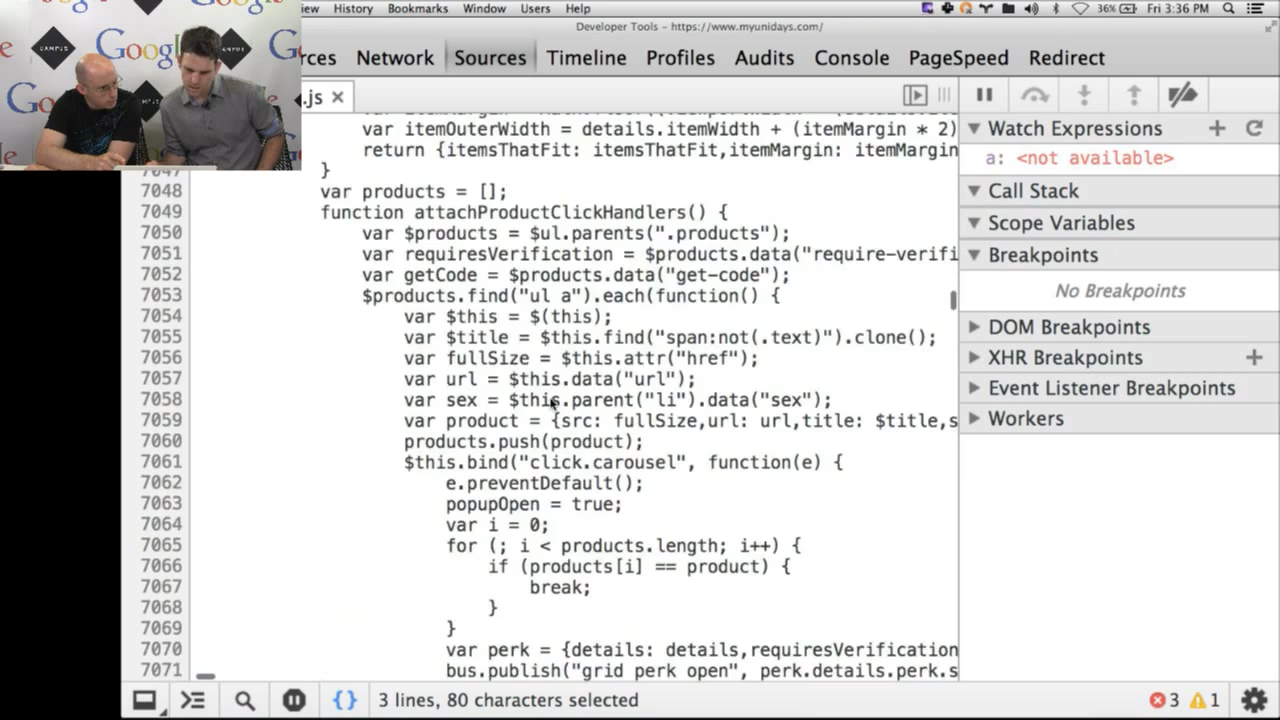 iew History Bookmarks Window Users Help 36% Fri 3:36 PM
Developer Tools - https://www.myunidays.com/
rces Network Sources Timeline Profiles Audits Console PageSpeed Redirect
Google
CAMPUS
.js ×
var itemOuterWidth = details.itemWidth + (itemMargin * 2)
return {itemsThatFit: itemsThatFit,itemMargin: itemMargin
7047 }
7048 var products = [];
7049 function attachProductClickHandlers() {
7050 var $products = $ul.parents(".products");
7051 var requiresVerification = $products.data("require-verifi
7052 var getCode = $products.data("get-code");
7053 $products.find("ul a").each(function() {
7054 var $this = $(this);
7055 var $title = $this.find("span:not(.text)").clone();
7056 var fullSize = $this.attr("href");
7057 var url = $this.data("url");
7058 var sex = $this.parent("li").data("sex");
7059 var product = {src: fullSize,url: url,title: $title,s
7060 products.push(product);
7061 $this.bind("click.carousel", function(e) {
7062 e.preventDefault();
7063 popupOpen = true;
7064 var i = 0;
7065 for (; i < products.length; i++) {
7066 if (products[i] == product) {
7067 break;
7068 }
7069 }
7070 var perk = {details: details,requiresVerification
7071 bus.publish("grid perk open", perk.details.perk.s
Watch Expressions
a: <not available>
Call Stack
Scope Variables
Breakpoints
No Breakpoints
DOM Breakpoints
XHR Breakpoints
Event Listener Breakpoints
Workers
{ } 3 lines, 80 characters selected 3 1